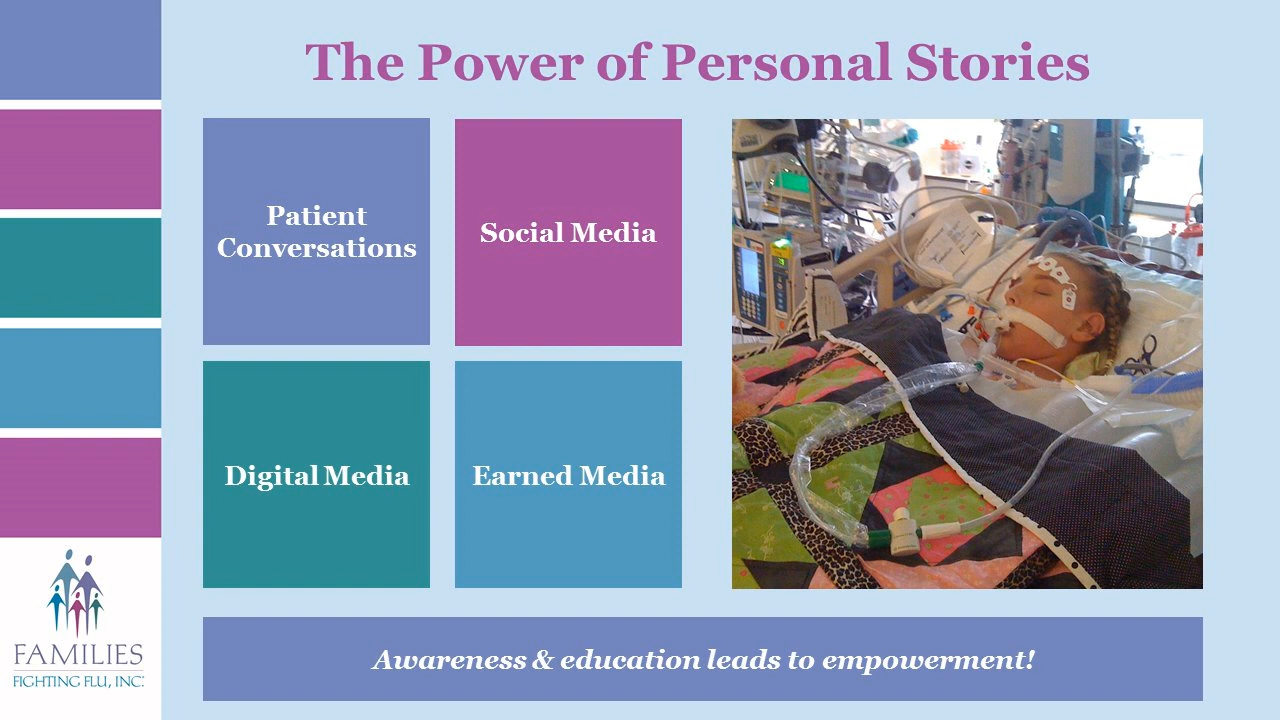 The Power of Personal Stories
Patient
Conversations
Social Media
Digital Media
Earned Media
Awareness & education leads to empowerment!
FAMILIES
FIGHTING FLU, INC.